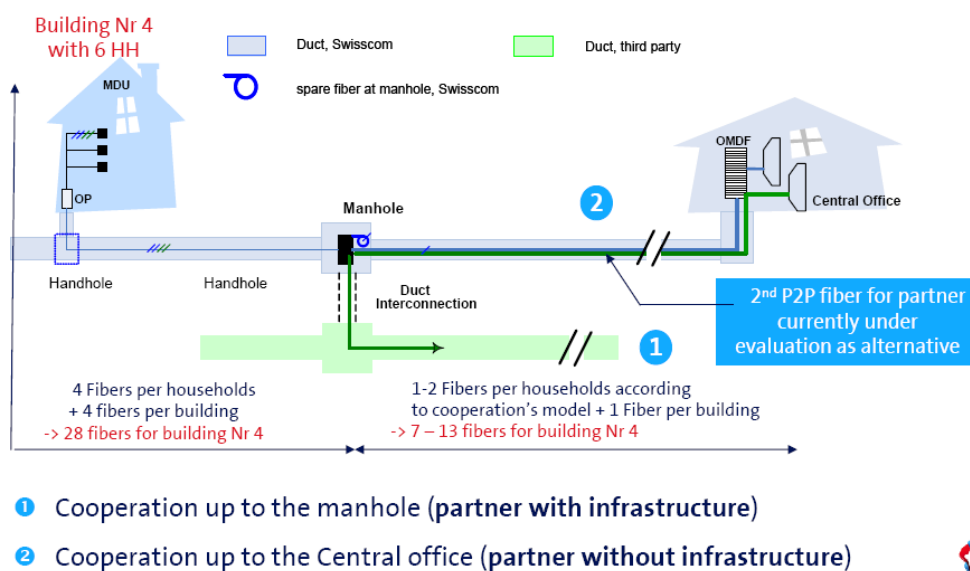 Building Nr 4
with 6 HH
Duct, Swisscom
Duct, third party
spare fiber at manhole, Swisscom
MDU
OP
OMDF
Central Office
Manhole
2
Handhole
Handhole
Duct
Interconnection
2nd P2P fiber for partner
currently under
evaluation as alternative
1
4 Fibers per households
+ 4 fibers per building
-> 28 fibers for building Nr 4
1-2 Fibers per households according
to cooperation's model + 1 Fiber per building
-> 7 – 13 fibers for building Nr 4
1 Cooperation up to the manhole (partner with infrastructure)
2 Cooperation up to the Central office (partner without infrastructure)